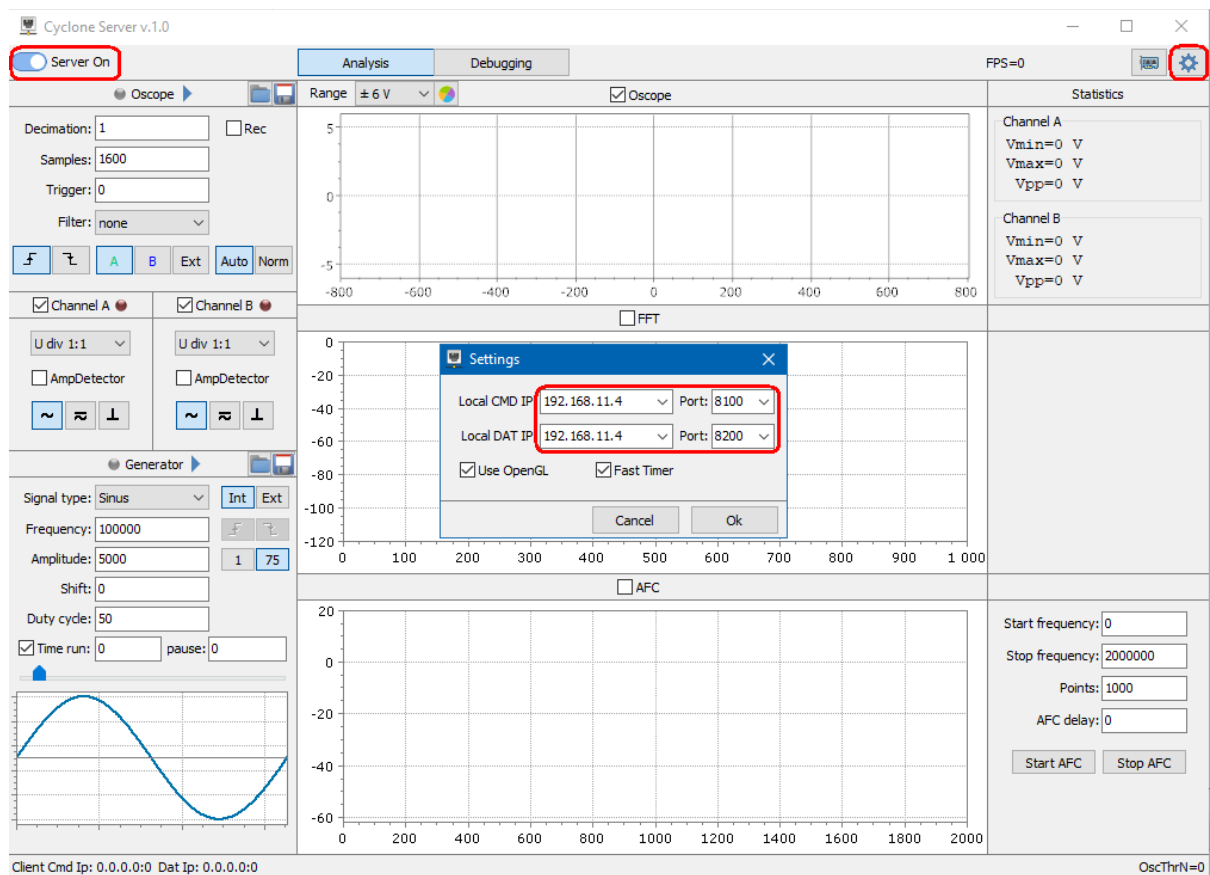 Cyclone Server v.1.0
Server On
Analysis Debugging
FPS=0
Oscope
Range ± 6 V
Oscope
Statistics
Decimation: 1 Rec
Samples: 1600
Trigger: 0
Filter: none
A B Ext Auto Norm
5
0
-5
-800 -600 -400 -200 0 200 400 600 800
Channel A
Vmin=0 V
Vmax=0 V
Vpp=0 V
Channel B
Vmin=0 V
Vmax=0 V
Vpp=0 V
Channel A Channel B
U div 1:1 U div 1:1
AmpDetector AmpDetector
FFT
0
-20
-40
-60
-80
-100
-120
0 100 200 300 400 500 600 700 800 900 1 000
Settings
Local CMD IP 192.168.11.4 Port: 8100
Local DAT IP 192.168.11.4 Port: 8200
Use OpenGL Fast Timer
Cancel Ok
Generator
Signal type: Sinus Int Ext
Frequency: 100000
Amplitude: 5000 1 75
Shift: 0
Duty cycle: 50
Time run: 0 pause: 0
AFC
20
0
-20
-40
-60
0 200 400 600 800 1000 1200 1400 1600 1800 2000
Start frequency: 0
Stop frequency: 2000000
Points: 1000
AFC delay: 0
Start AFC Stop AFC
Client Cmd Ip: 0.0.0.0:0 Dat Ip: 0.0.0.0:0
OscThrN=0